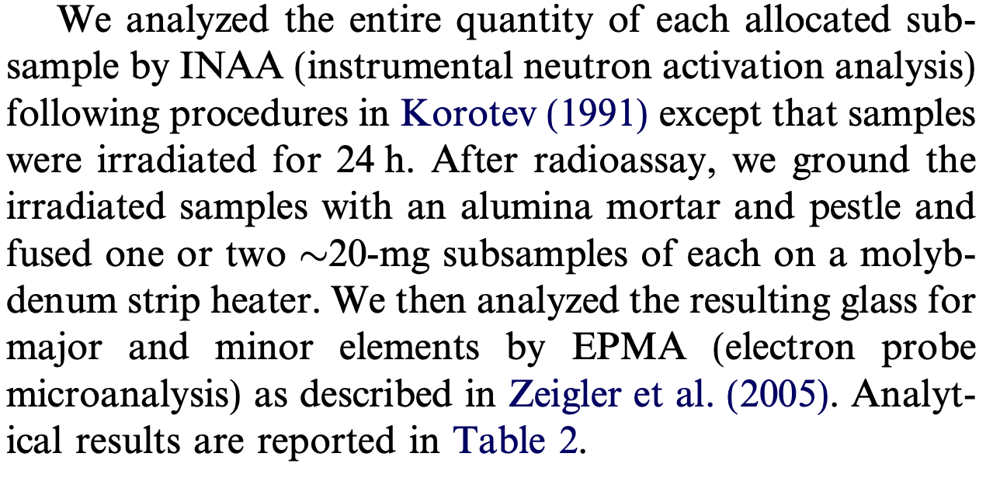 We analyzed the entire quantity of each allocated sub-
sample by INAA (instrumental neutron activation analysis)
following procedures in Korotev (1991) except that samples
were irradiated for 24 h. After radioassay, we ground the
irradiated samples with an alumina mortar and pestle and
fused one or two ∼20-mg subsamples of each on a molyb-
denum strip heater. We then analyzed the resulting glass for
major and minor elements by EPMA (electron probe
microanalysis) as described in Zeigler et al. (2005). Analyt-
ical results are reported in Table 2.